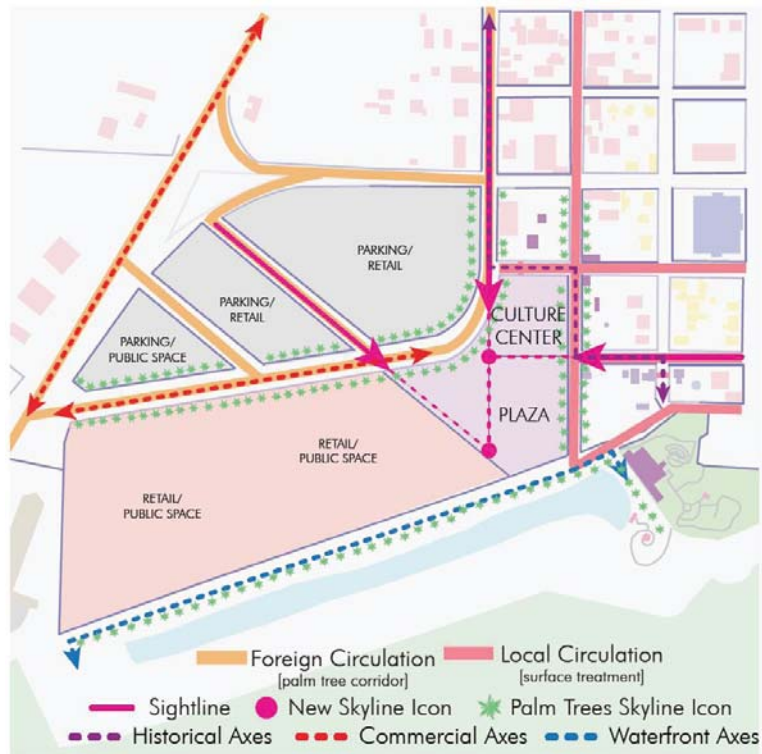 PARKING/
RETAIL
PARKING/
RETAIL
PARKING/
PUBLIC SPACE
CULTURE
CENTER
PLAZA
RETAIL/
PUBLIC SPACE
RETAIL/
PUBLIC SPACE
Foreign Circulation
[palm tree corridor]
Local Circulation
[surface treatment]
Sightline
New Skyline Icon
Palm Trees Skyline Icon
Historical Axes
Commercial Axes
Waterfront Axes